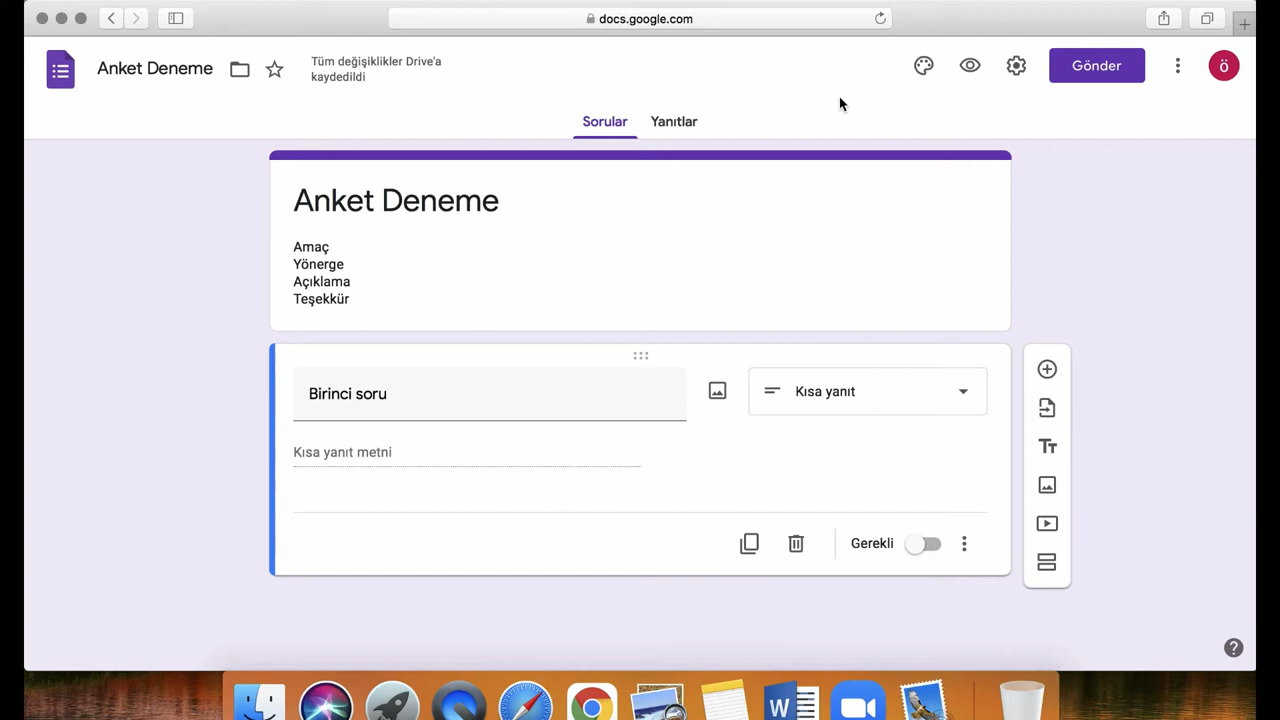 docs.google.com
Anket Deneme
Tüm değişiklikler Drive'a
kaydedildi
Gönder
ö
Sorular
Yanıtlar
Anket Deneme
Amaç
Yönerge
Açıklama
Teşekkür
Birinci soru
Kısa yanıt
Kısa yanıt metni
Gerekli